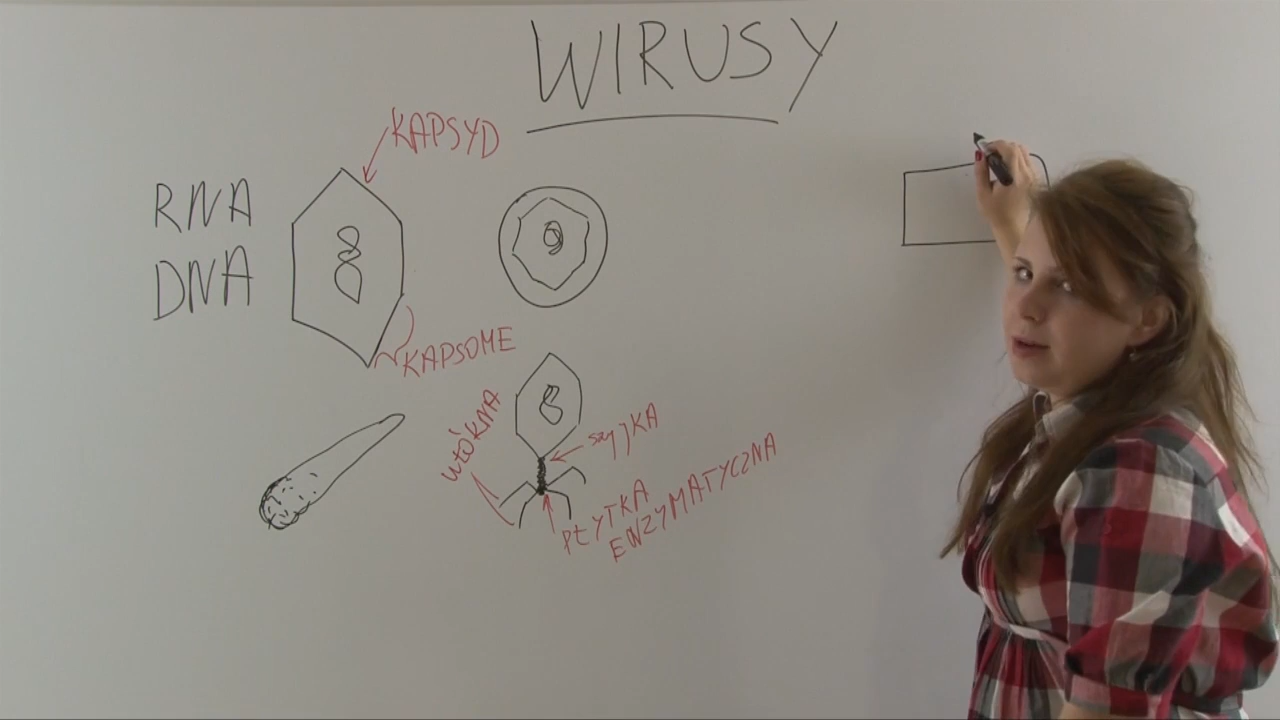 WIRUSY
KAPSYD
RNA
DNA
KAPSOME
WŁÓKNA
SZYJKA
PŁYTKA
ENZYMATYCZNA